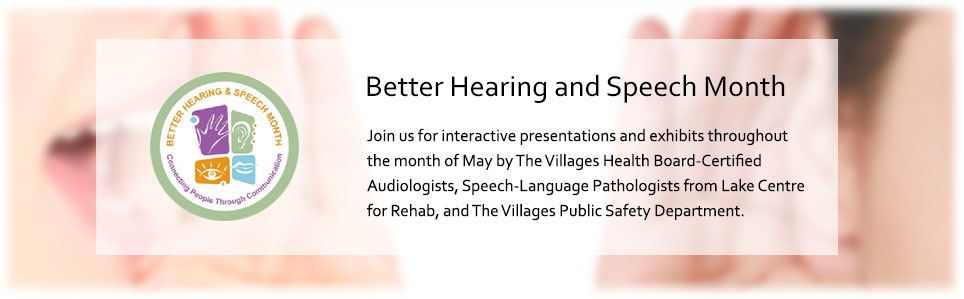 BETTER HEARING & SPEECH MONTH
Connecting People Through Communication
Better Hearing and Speech Month
Join us for interactive presentations and exhibits throughout
the month of May by The Villages Health Board-Certified
Audiologists, Speech-Language Pathologists from Lake Centre
for Rehab, and The Villages Public Safety Department.